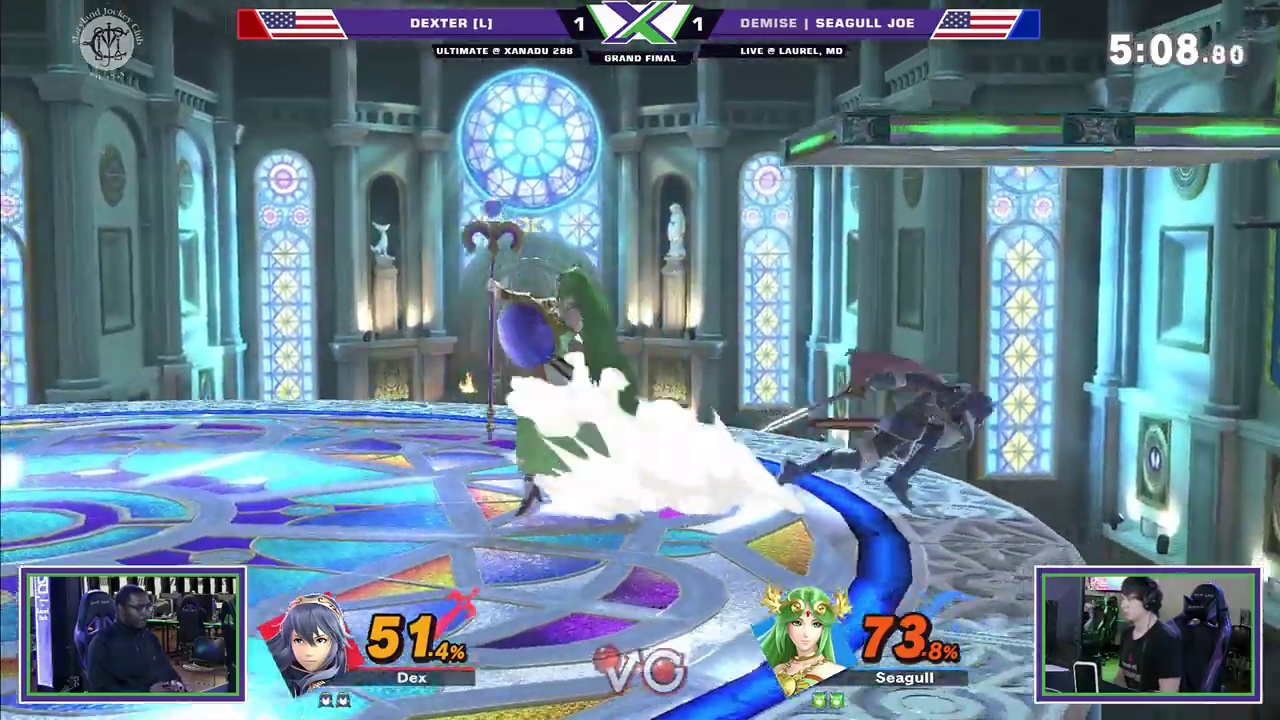 DEXTER [L] 1 1 DEMISE | SEAGULL JOE
ULTIMATE @ XANADU 288 LIVE @ LAUREL, MD
GRAND FINAL
5:08.80
51.4% 73.8%
Dex Seagull